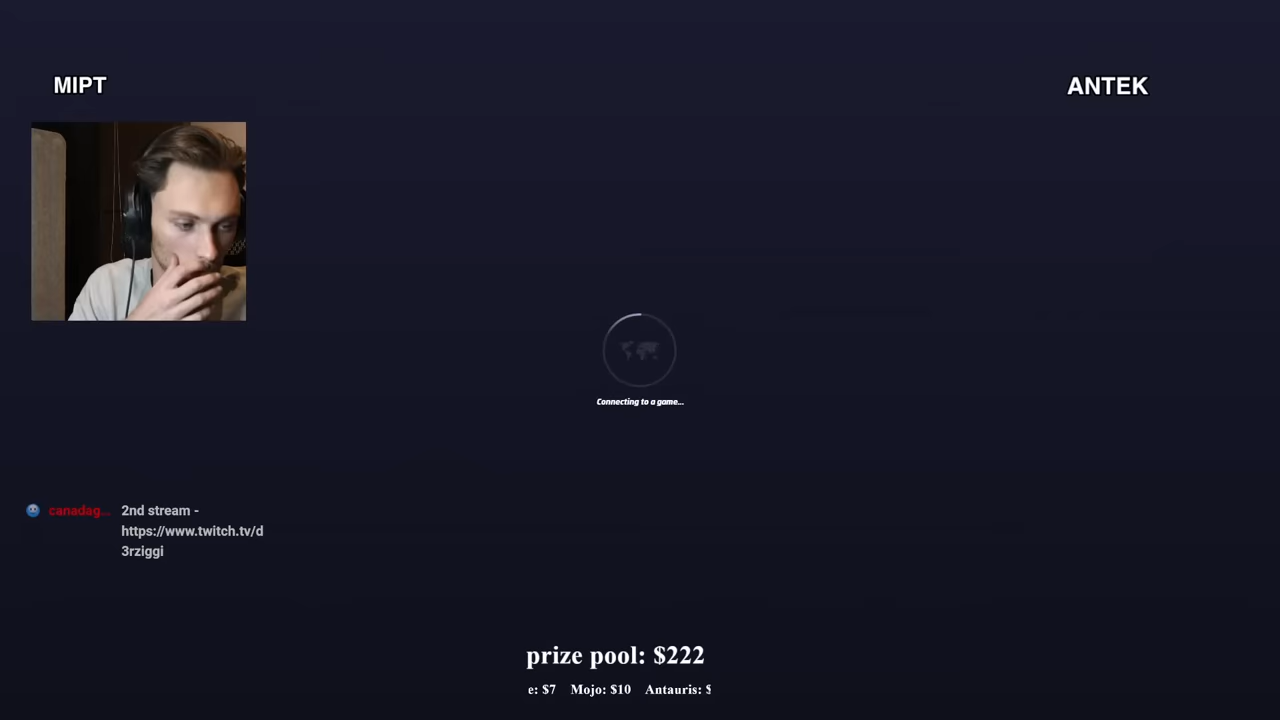 MIPT
ANTEK
Connecting to a game...
canadag... 2nd stream -
https://www.twitch.tv/d
3rziggi
prize pool: $222
e: $7 Mojo: $10 Antauris: $